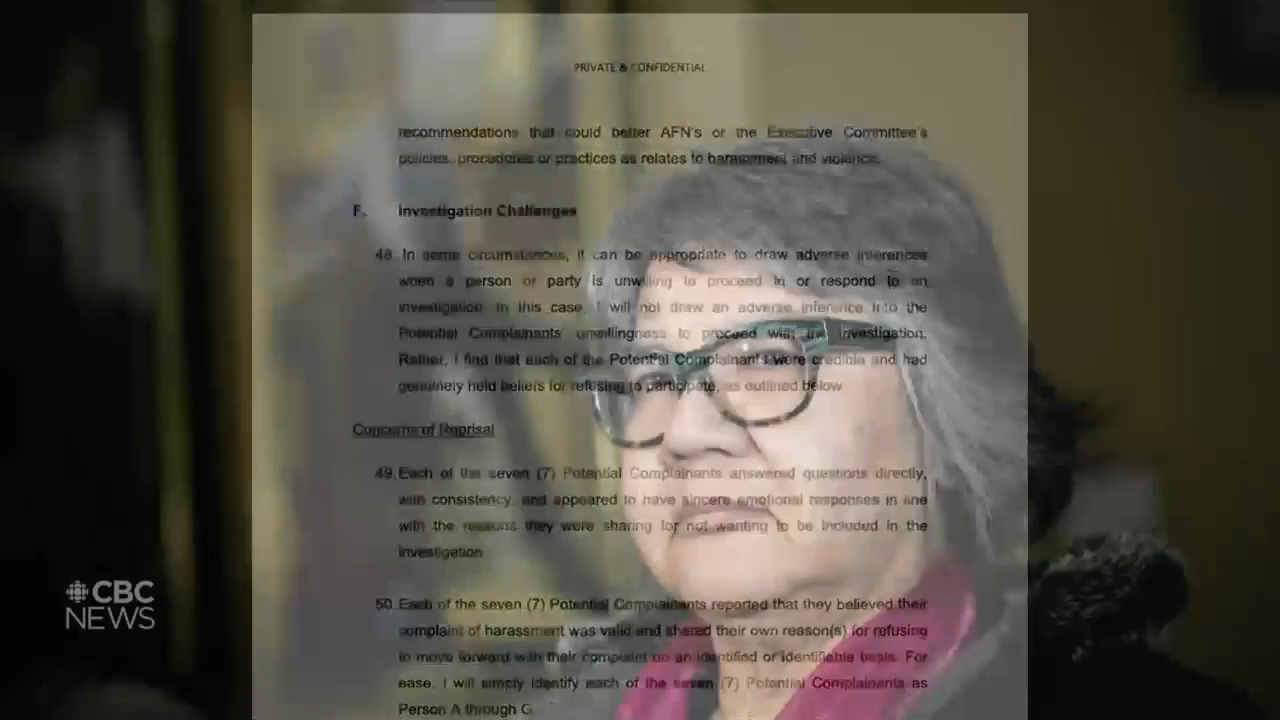 PRIVATE & CONFIDENTIAL
recommendations that could better AFN's or the Executive Committee's
policies, procedures or practices as relates to harassment and violence.
F. Investigation Challenges
48. In some circumstances, it can be appropriate to draw adverse inferences
when a person or party is unwilling to proceed in or respond to an
investigation. In this case, I will not draw an adverse inference into the
Potential Complainants' unwillingness to proceed with the investigation.
Rather, I find that each of the Potential Complainants were credible and had
genuinely held beliefs for refusing to participate, as outlined below
Concerns of Reprisal
49. Each of the seven (7) Potential Complainants answered questions directly,
with consistency, and appeared to have sincere emotional responses in line
with the reasons they were sharing for not wanting to be included in the
investigation
50. Each of the seven (7) Potential Complainants reported that they believed their
complaint of harassment was valid and shared their own reason(s) for refusing
to move forward with their complaint on an identified or identifiable basis. For
ease, I will simply identify each of the seven (7) Potential Complainants as
Person A through G.
CBC
NEWS